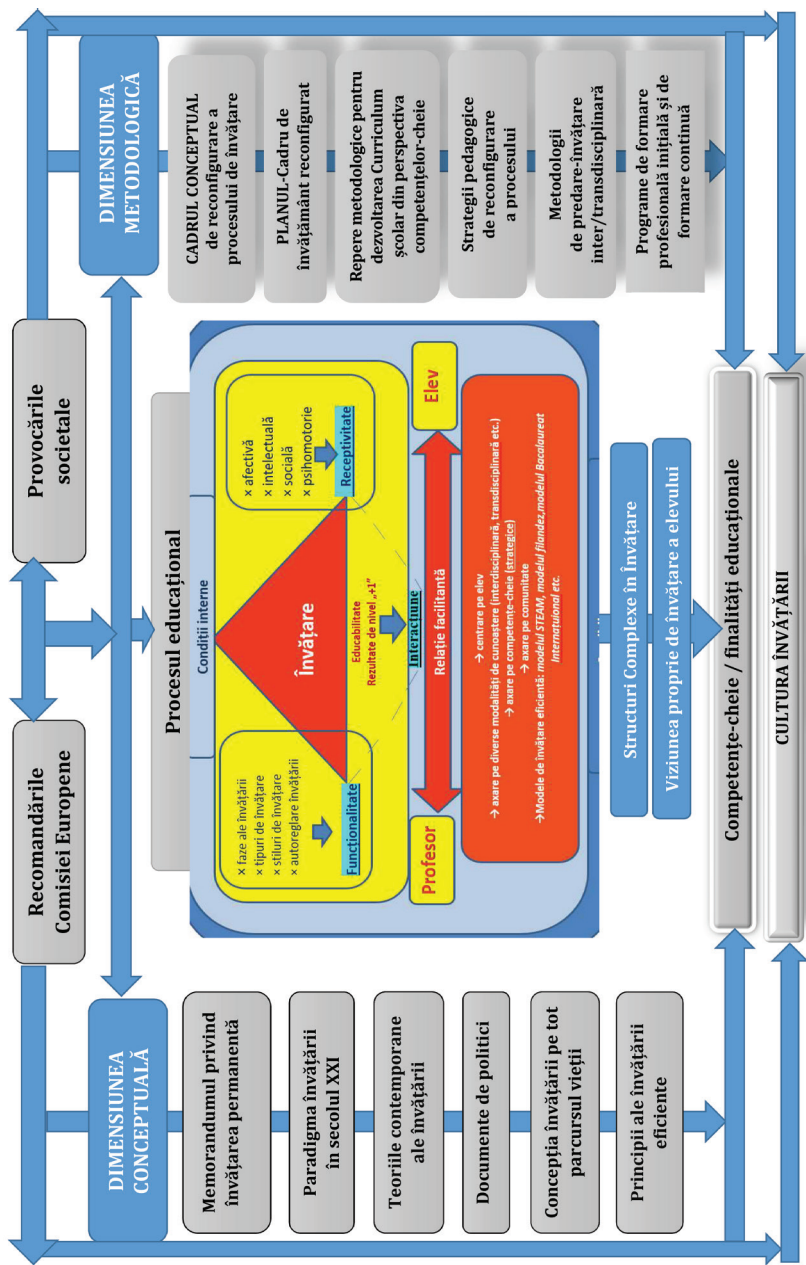 Recomandările
Comisiei Europene
Provocările
societale
DIMENSIUNEA
CONCEPTUALĂ
Memorandumul privind
învățarea permanentă
Paradigma învățării
în secolul XXI
Teoriile contemporane
ale învățării
Documente de politici
Concepția învățării pe tot
parcursul vieții
Principii ale învățării
eficiente
Procesul educațional
Conditii interne
× faze ale învățării
× tipuri de învățare
× stiluri de învățare
× autoreglare învățării
Funcționalitate
Învățare
Educabilitate
Rezultate de nivel „+1”
Interacțiune
× afectivă
× intelectuală
× socială
× psihomotorie
Receptivitate
Profesor
Relație facilitantă
Elev
→ centrare pe elev
→ axare pe diverse modalități de cunoaștere (interdisciplinară, transdisciplinară etc.)
→ axare pe competențe-cheie (strategice)
→ axare pe comunitate
→Modele de învățare eficientă: modelul STEAM, modelul filandez,modelul Bacalaureat
Internațuional etc.
Structuri Complexe în Învățare
Viziunea proprie de învățare a elevului
DIMENSIUNEA
METODOLOGICĂ
CADRUL CONCEPTUAL
de reconfigurare a
procesului de învățare
PLANUL-Cadru de
învățământ reconfigurat
Repere metodologice pentru
dezvoltarea Curriculum
școlar din perspectiva
competențelor-cheie
Strategii pedagogice
de reconfigurare
a procesului
Metodologii
de predare-învățare
inter/transdisciplinară
Programe de formare
profesională inițială și de
formare continuă
Competențe-cheie / finalități educaționale
CULTURA ÎNVĂȚĂRII